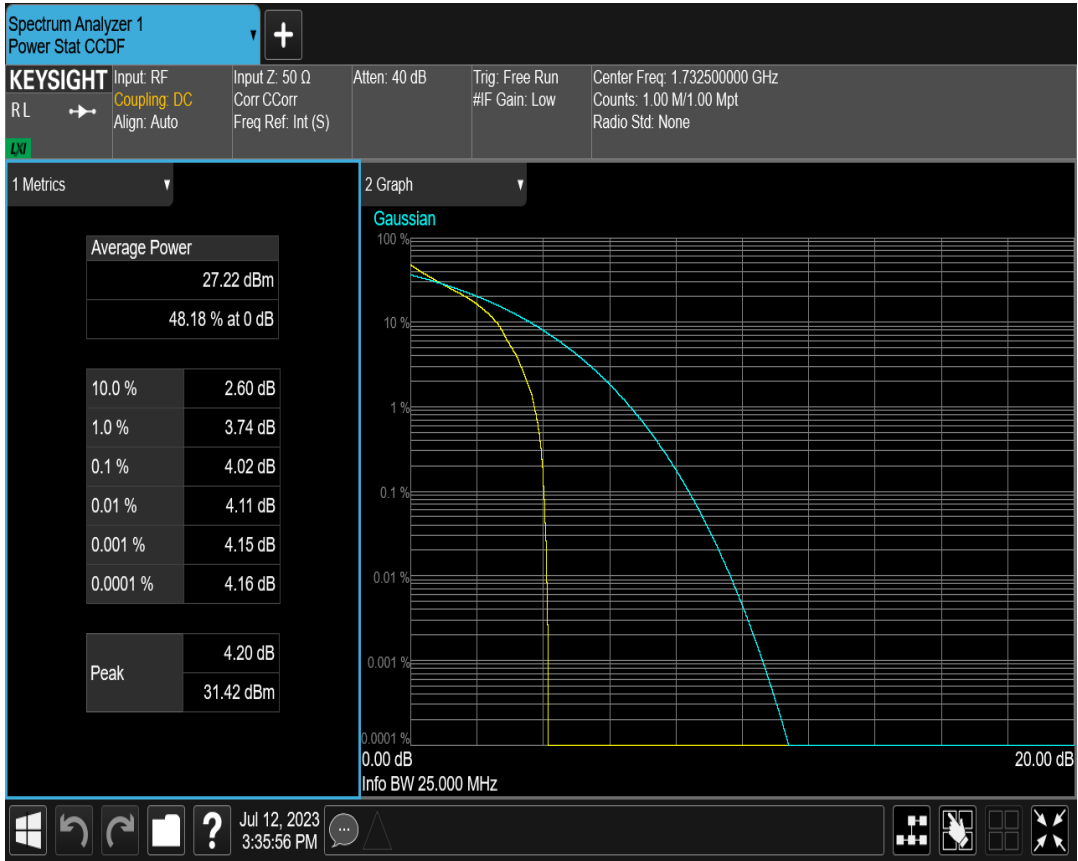 Spectrum Analyzer 1
Power Stat CCDF
KEYSIGHT
RL
LXI
Input: RF
Coupling: DC
Align: Auto
Input Z: 50 Ω
Corr CCorr
Freq Ref: Int (S)
Atten: 40 dB
Trig: Free Run
#IF Gain: Low
Center Freq: 1.732500000 GHz
Counts: 1.00 M/1.00 Mpt
Radio Std: None
1 Metrics
Average Power
27.22 dBm
48.18 % at 0 dB
10.0 % 2.60 dB
1.0 % 3.74 dB
0.1 % 4.02 dB
0.01 % 4.11 dB
0.001 % 4.15 dB
0.0001 % 4.16 dB
Peak
4.20 dB
31.42 dBm
2 Graph
Gaussian
100 %
10 %
1 %
0.1 %
0.01 %
0.001 %
0.0001 %
0.00 dB 20.00 dB
Info BW 25.000 MHz
?
Jul 12, 2023
3:35:56 PM